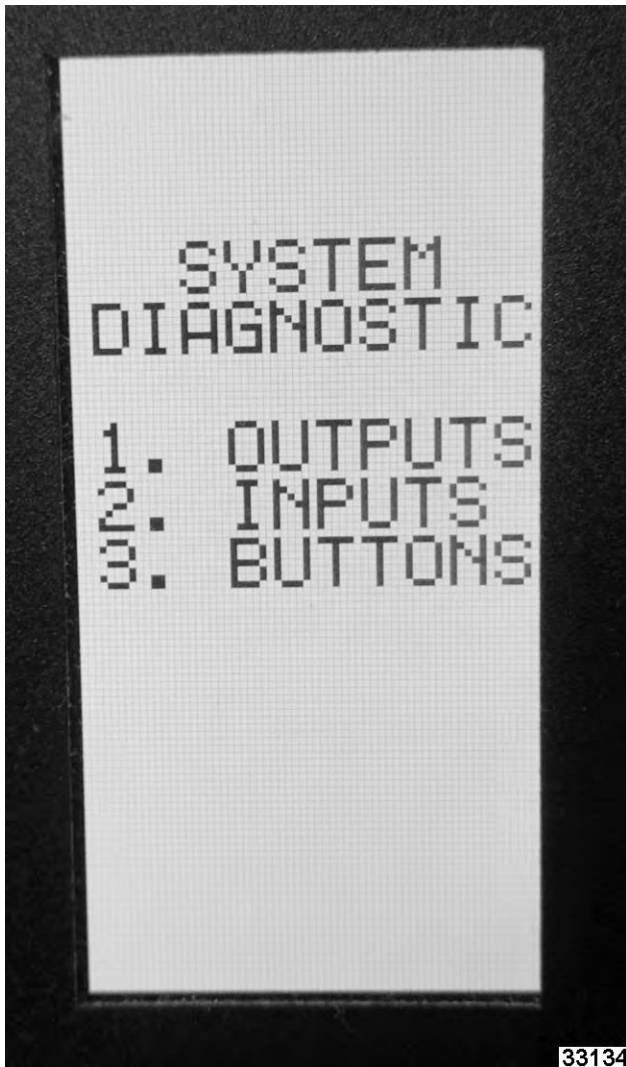 SYSTEM
DIAGNOSTIC
1. OUTPUTS
2. INPUTS
3. BUTTONS
33134